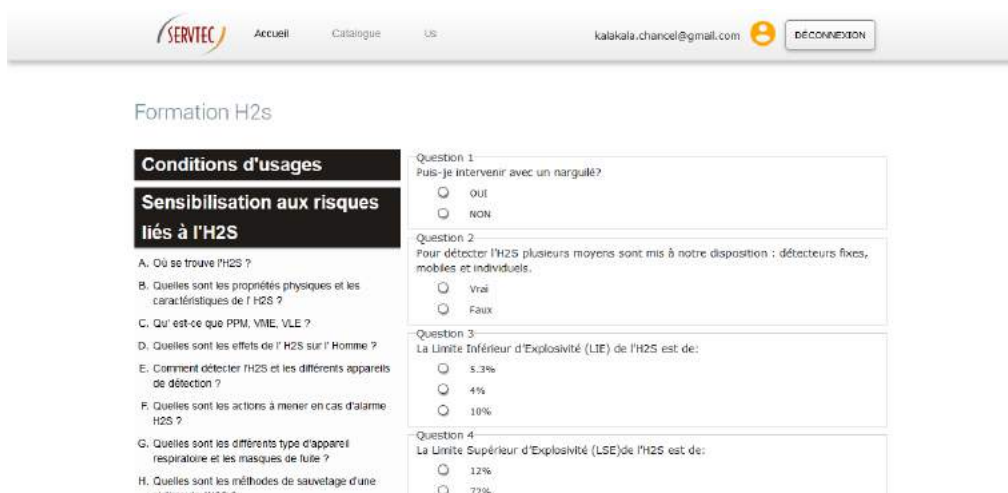 SERVTEC
Accueil
Catalogue
Us
kalakala.chancel@gmail.com
DÉCONNEXION
Formation H2s
Conditions d'usages
Sensibilisation aux risques
liés à l'H2S
A. Où se trouve l'H2S ?
B. Quelles sont les propriétés physiques et les
caractéristiques de l' H2S ?
C. Qu' est-ce que PPM, VME, VLE ?
D. Quelles sont les effets de l' H2S sur l' Homme ?
E. Comment détecter l'H2S et les différents appareils
de détection ?
F. Quelles sont les actions à mener en cas d'alarme
H2S ?
G. Quelles sont les différents type d'appareil
respiratoire et les masques de fuite ?
H. Quelles sont les méthodes de sauvetage d'une
Question 1
Puis-je intervenir avec un narguilé?
OUI
NON
Question 2
Pour détecter l'H2S plusieurs moyens sont mis à notre disposition : détecteurs fixes,
mobiles et individuels.
Vrai
Faux
Question 3
La Limite Inférieur d'Explosivité (LIE) de l'H2S est de:
5.3%
4%
10%
Question 4
La Limite Supérieur d'Explosivité (LSE)de l'H2S est de:
12%
72%